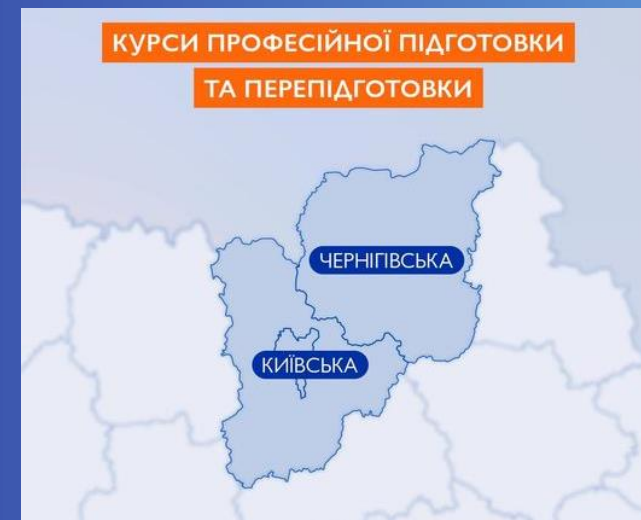 КУРСИ ПРОФЕСІЙНОЇ ПІДГОТОВКИ
ТА ПЕРЕПІДГОТОВКИ
ЧЕРНІГІВСЬКА
КИЇВСЬКА